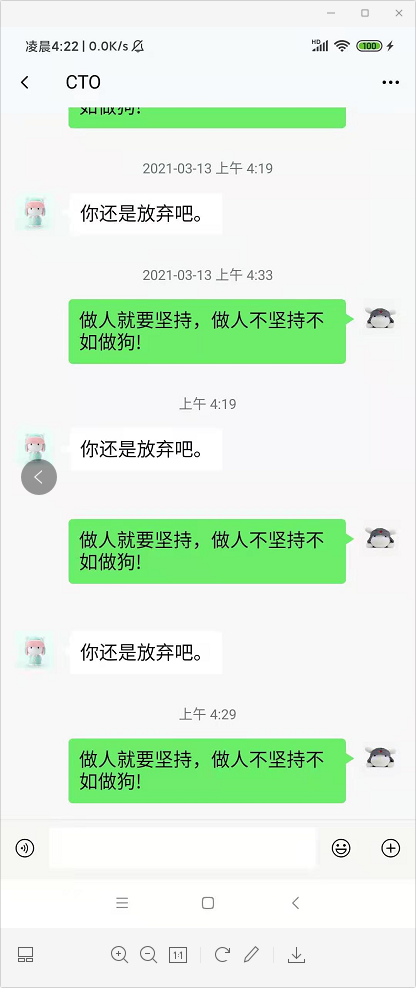 凌晨4:22 | 0.0K/s
HD
100
CTO
如做狗!
2021-03-13 上午 4:19
你还是放弃吧。
2021-03-13 上午 4:33
做人就要坚持，做人不坚持不
如做狗!
上午 4:19
你还是放弃吧。
做人就要坚持，做人不坚持不
如做狗!
你还是放弃吧。
上午 4:29
做人就要坚持，做人不坚持不
如做狗!
1:1